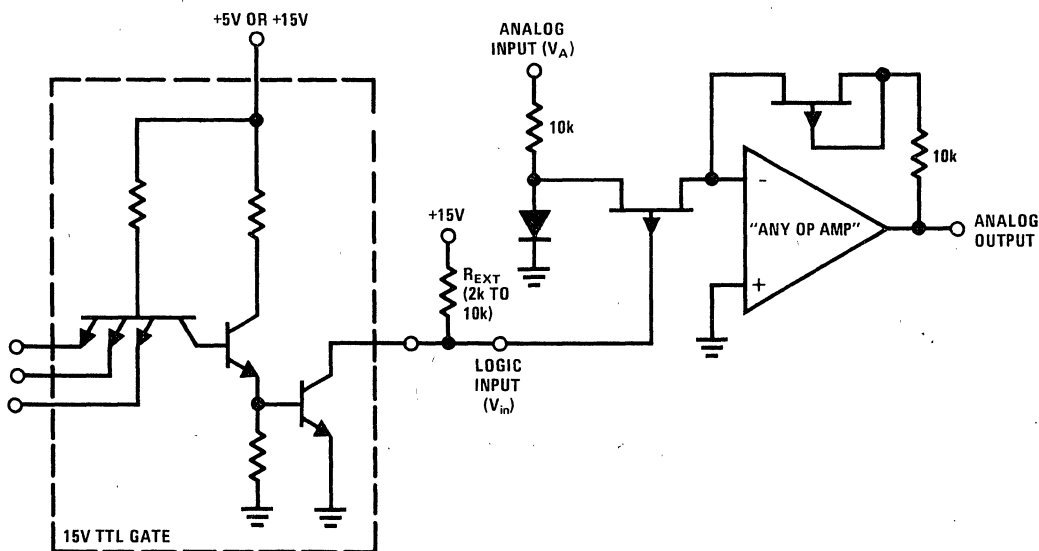 +5V OR +15V
ANALOG
INPUT (VA)
10k
10k
"ANY OP AMP"
-
+
ANALOG
OUTPUT
+15V
REXT
(2k TO
10k)
LOGIC
INPUT
(Vin)
15V TTL GATE